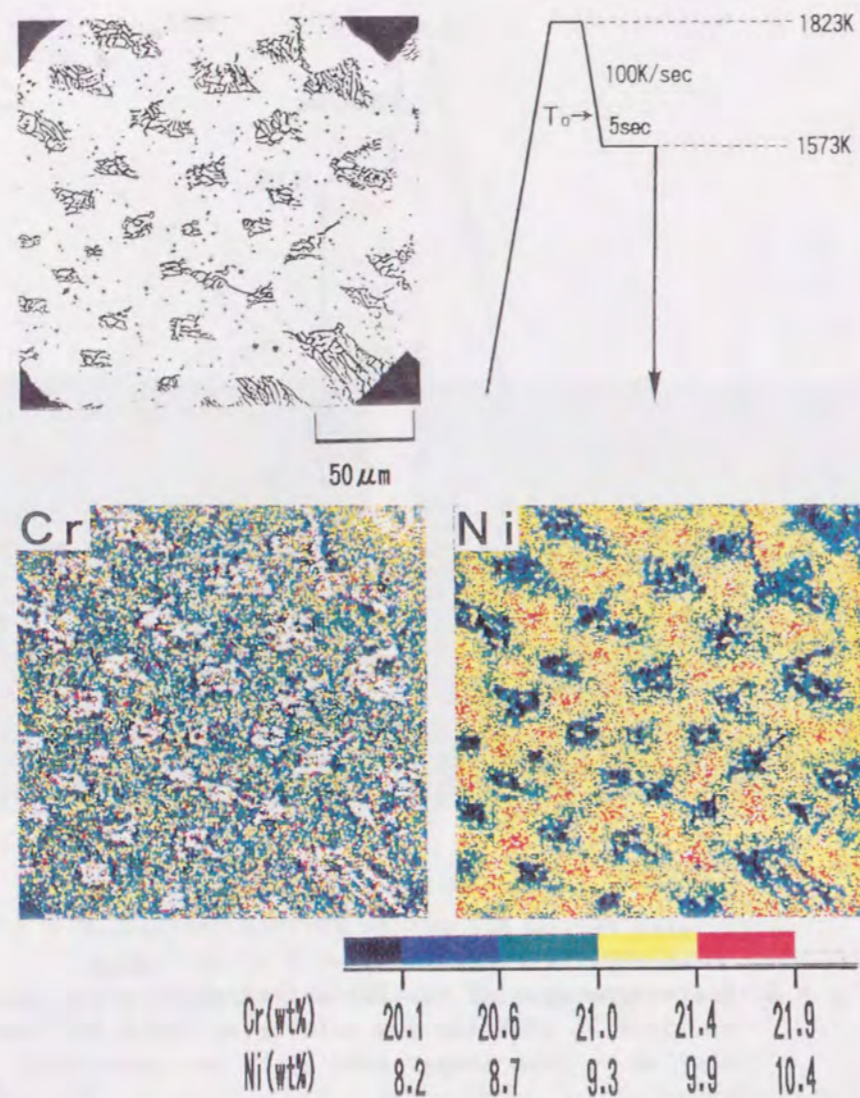 1823K
100K/sec
T₀→
5sec
1573K
50μm
Cr
Ni
Cr(wt%) 20.1 20.6 21.0 21.4 21.9
Ni(wt%) 8.2 8.7 9.3 9.9 10.4